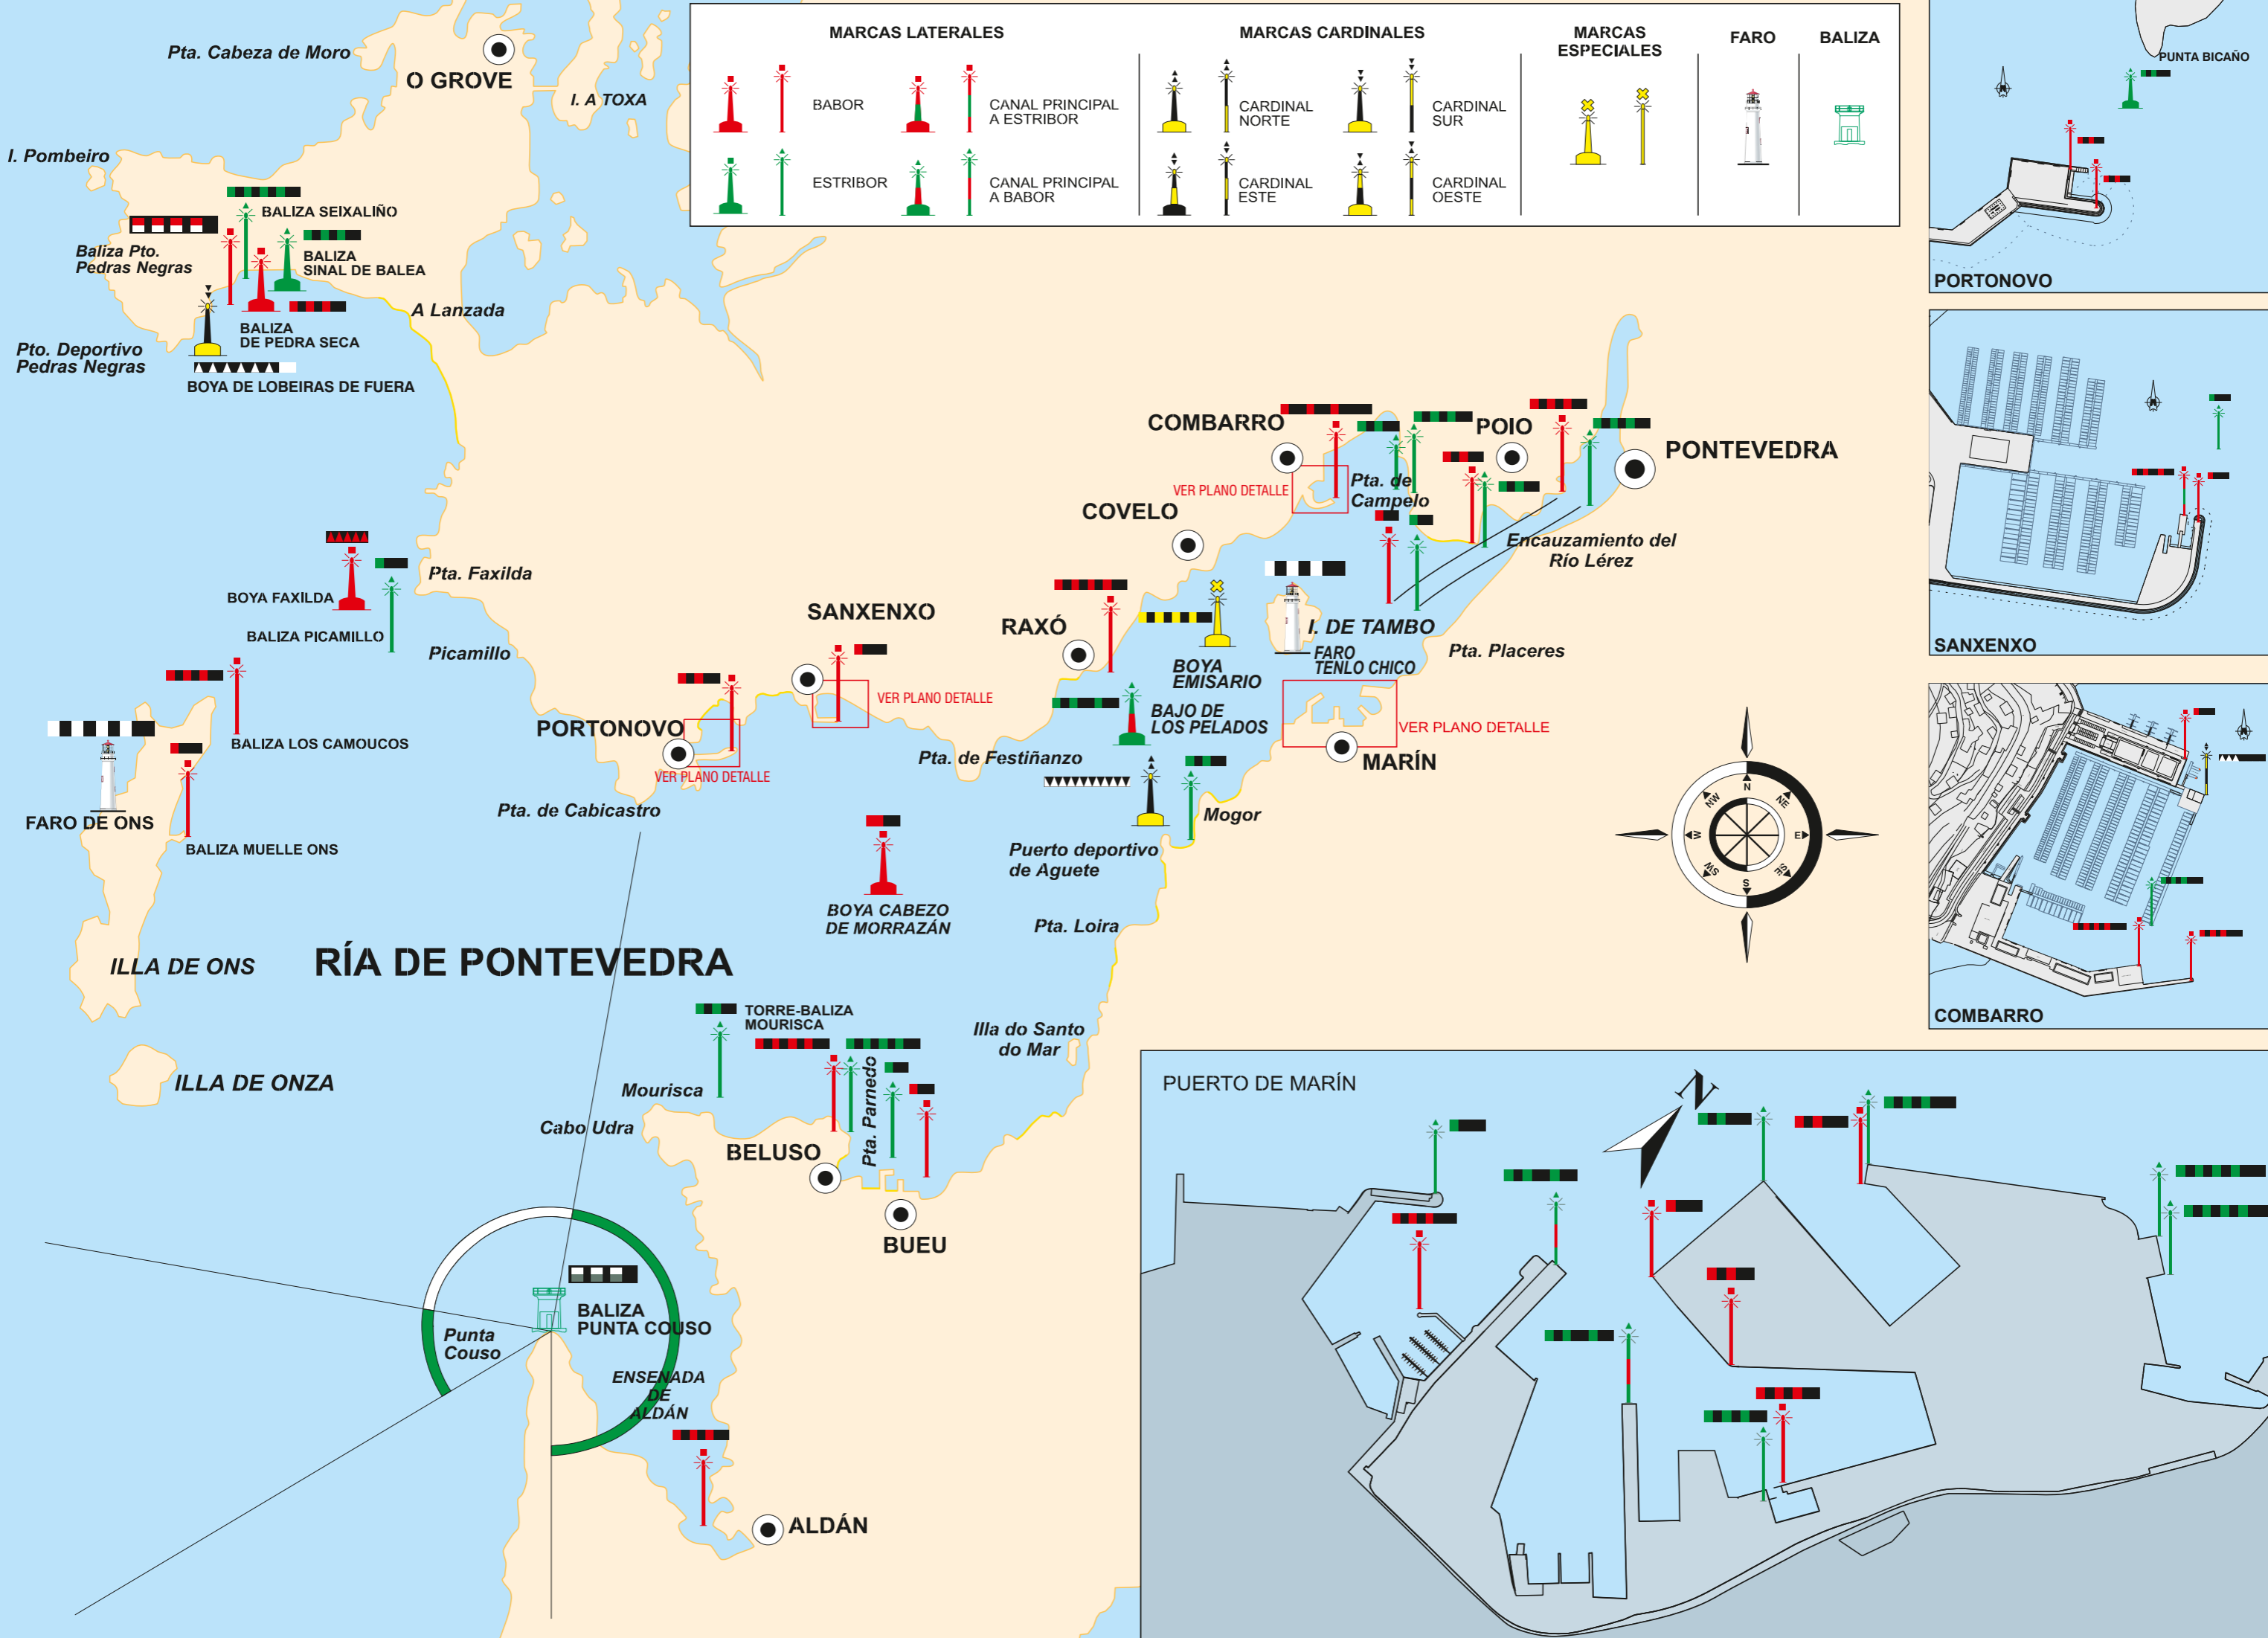 MARCAS LATERALES
BABOR
CANAL PRINCIPAL
A ESTRIBOR
ESTRIBOR
CANAL PRINCIPAL
A BABOR
MARCAS CARDINALES
CARDINAL
NORTE
CARDINAL
SUR
CARDINAL
ESTE
CARDINAL
OESTE
MARCAS
ESPECIALES
FARO
BALIZA
Pta. Cabeza de Moro
O GROVE
I. A TOXA
I. Pombeiro
BALIZA SEIXALIÑO
Baliza Pto.
Pedras Negras
BALIZA
SINAL DE BALEA
A Lanzada
BALIZA
DE PEDRA SECA
Pto. Deportivo
Pedras Negras
BOYA DE LOBEIRAS DE FUERA
COMBARRO
POIO
PONTEVEDRA
VER PLANO DETALLE
Pta. de
Campelo
COVELO
Encauzamiento del
Río Lérez
Pta. Faxilda
BOYA FAXILDA
BALIZA PICAMILLO
Picamillo
SANXENXO
RAXÓ
I. DE TAMBO
FARO
TENLO CHICO
Pta. Placeres
BOYA
EMISARIO
VER PLANO DETALLE
BAJO DE
LOS PELADOS
VER PLANO DETALLE
PORTONOVO
VER PLANO DETALLE
BALIZA LOS CAMOUCOS
Pta. de Festiñanzo
MARÍN
FARO DE ONS
Pta. de Cabicastro
Mogor
BALIZA MUELLE ONS
Puerto deportivo
de Aguete
BOYA CABEZO
DE MORRAZÁN
Pta. Loira
RÍA DE PONTEVEDRA
ILLA DE ONS
TORRE-BALIZA
MOURISCA
Illa do Santo
do Mar
ILLA DE ONZA
Mourisca
Pta. Parnedo
Cabo Udra
BELUSO
BUEU
BALIZA
PUNTA COUSO
Punta
Couso
ENSENADA
DE
ALDÁN
ALDÁN
N
NE
E
SE
S
SW
W
NW
PUNTA BICAÑO
PORTONOVO
SANXENXO
COMBARRO
PUERTO DE MARÍN
N